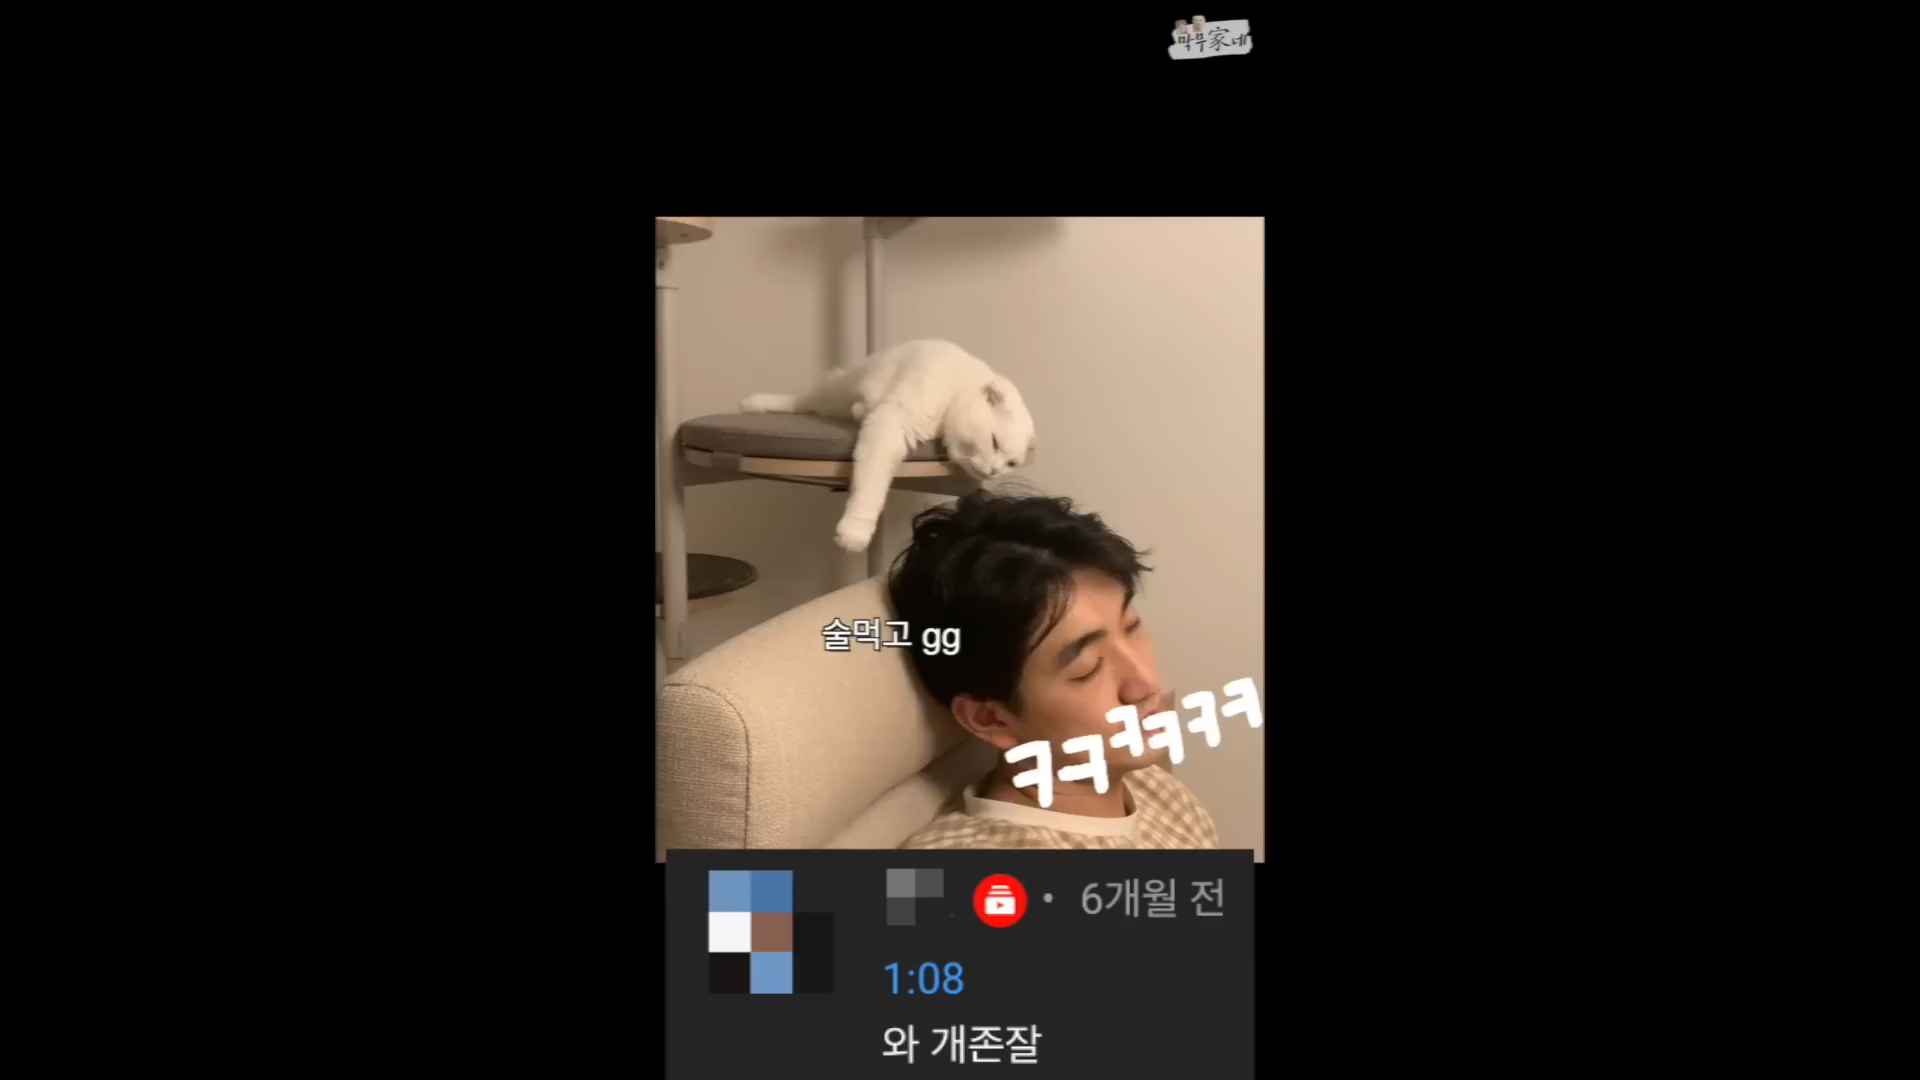 막무家네
술먹고 gg
ㅋㅋㅋㅋㅋㅋ
• 6개월 전
1:08
와 개존잘